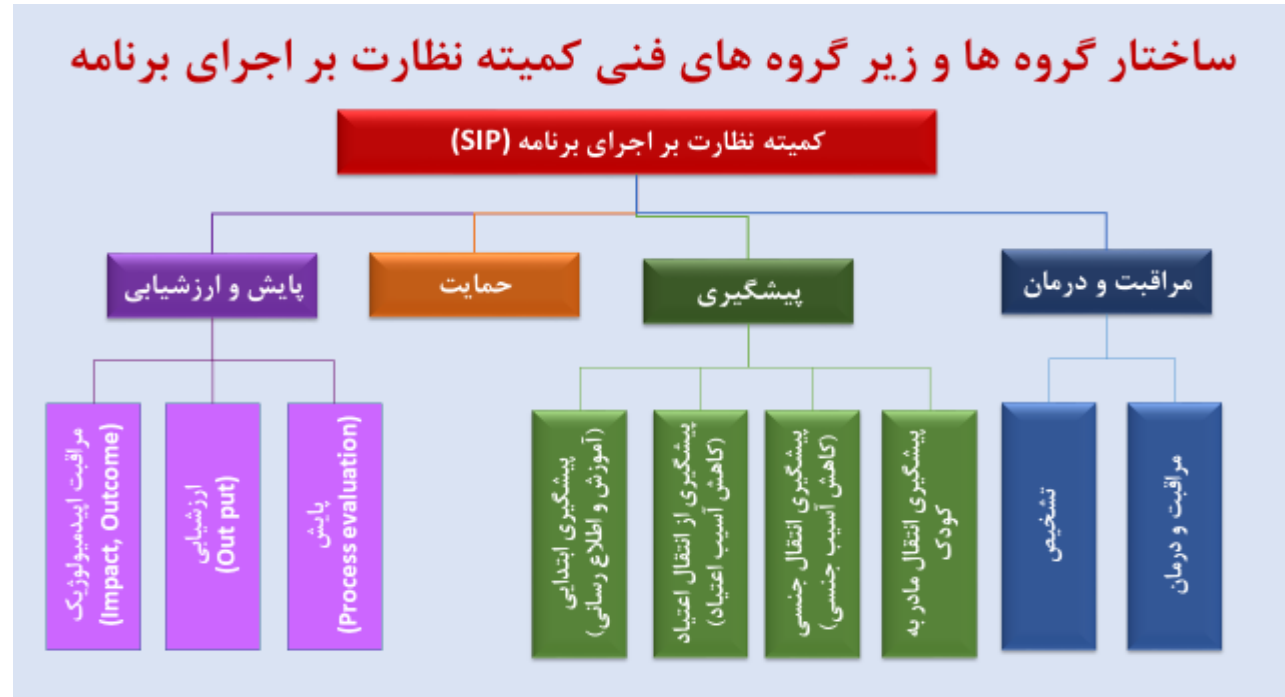 ساختار گروه ها و زیر گروه های فنی کمیته نظارت بر اجرای برنامه
کمیته نظارت بر اجرای برنامه (SIP)
مراقبت و درمان
پیشگیری
حمایت
پایش و ارزشیابی
مراقبت و درمان
تشخیص
پیشگیری انتقال مادر به
کودک
پیشگیری انتقال جنسی
(کاهش آسیب جنسی)
پیشگیری از انتقال اعتیاد
(کاهش آسیب اعتیاد)
پیشگیری ابتدایی
(آموزش و اطلاع رسانی)
پایش
(Process evaluation)
ارزشیابی
(Out put)
مراقبت اپیدمیولوژیک
(Impact, Outcome)